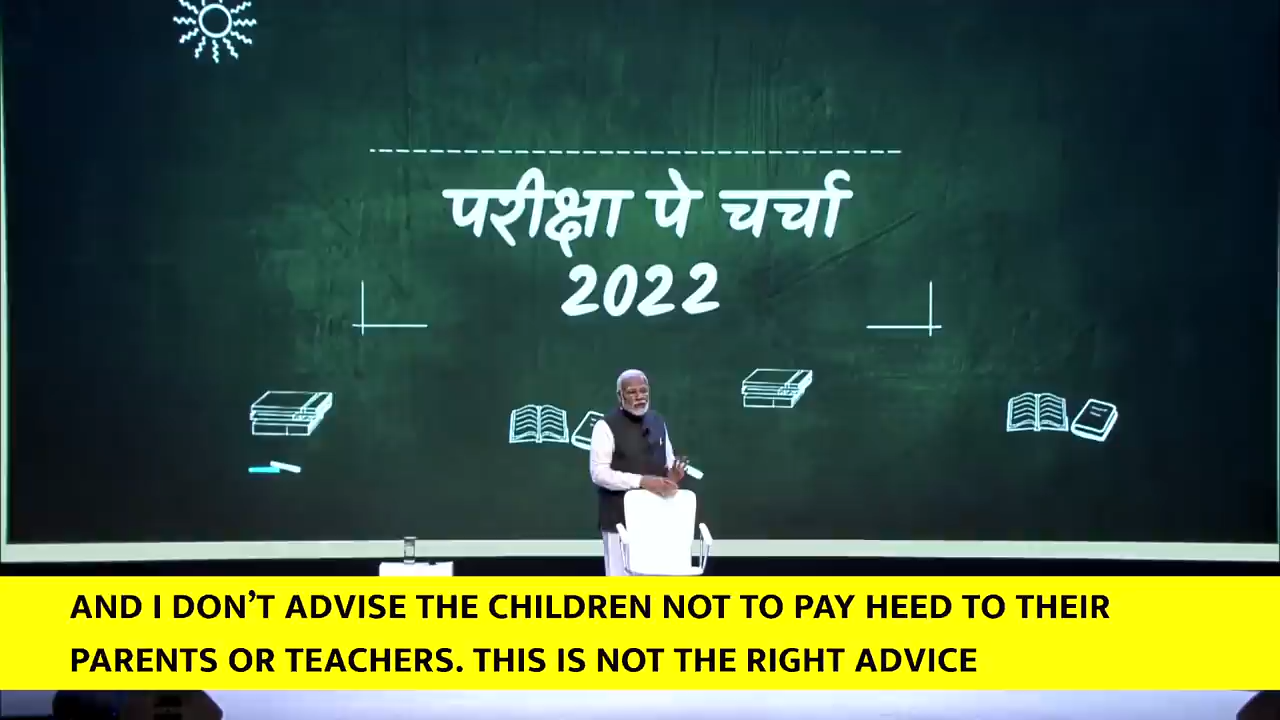 परीक्षा पे चर्चा
2022
AND I DON’T ADVISE THE CHILDREN NOT TO PAY HEED TO THEIR
PARENTS OR TEACHERS. THIS IS NOT THE RIGHT ADVICE